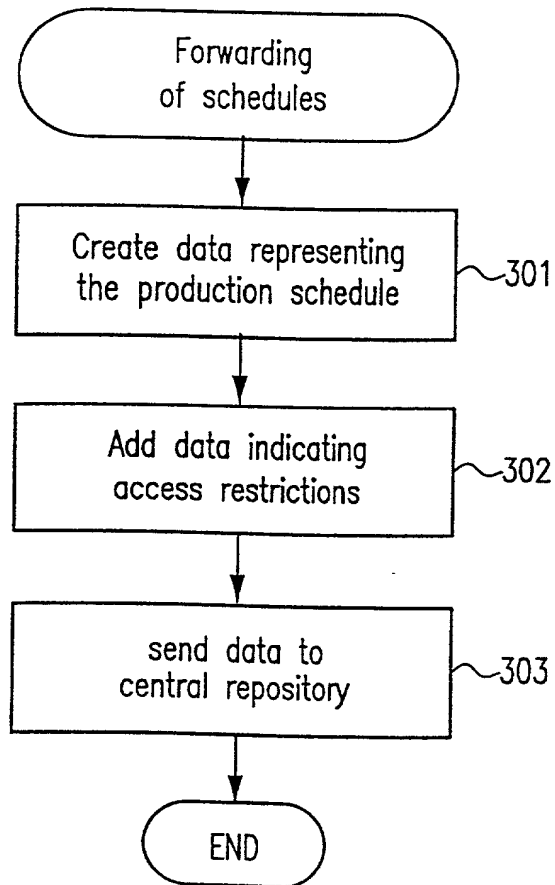 Forwarding
of schedules
Create data representing
the production schedule
301
Add data indicating
access restrictions
302
send data to
central repository
303
END